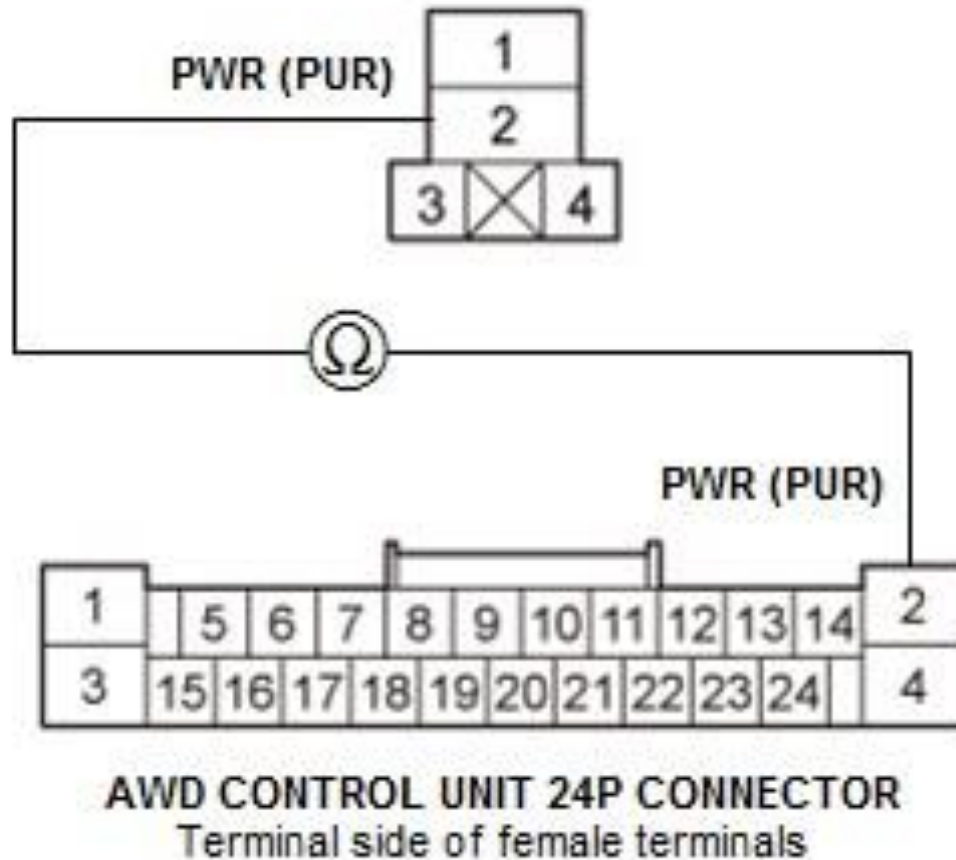 1
PWR (PUR)
2
3 4
Ω
PWR (PUR)
1 5 6 7 8 9 10 11 12 13 14 2
3 15 16 17 18 19 20 21 22 23 24 4
AWD CONTROL UNIT 24P CONNECTOR
Terminal side of female terminals